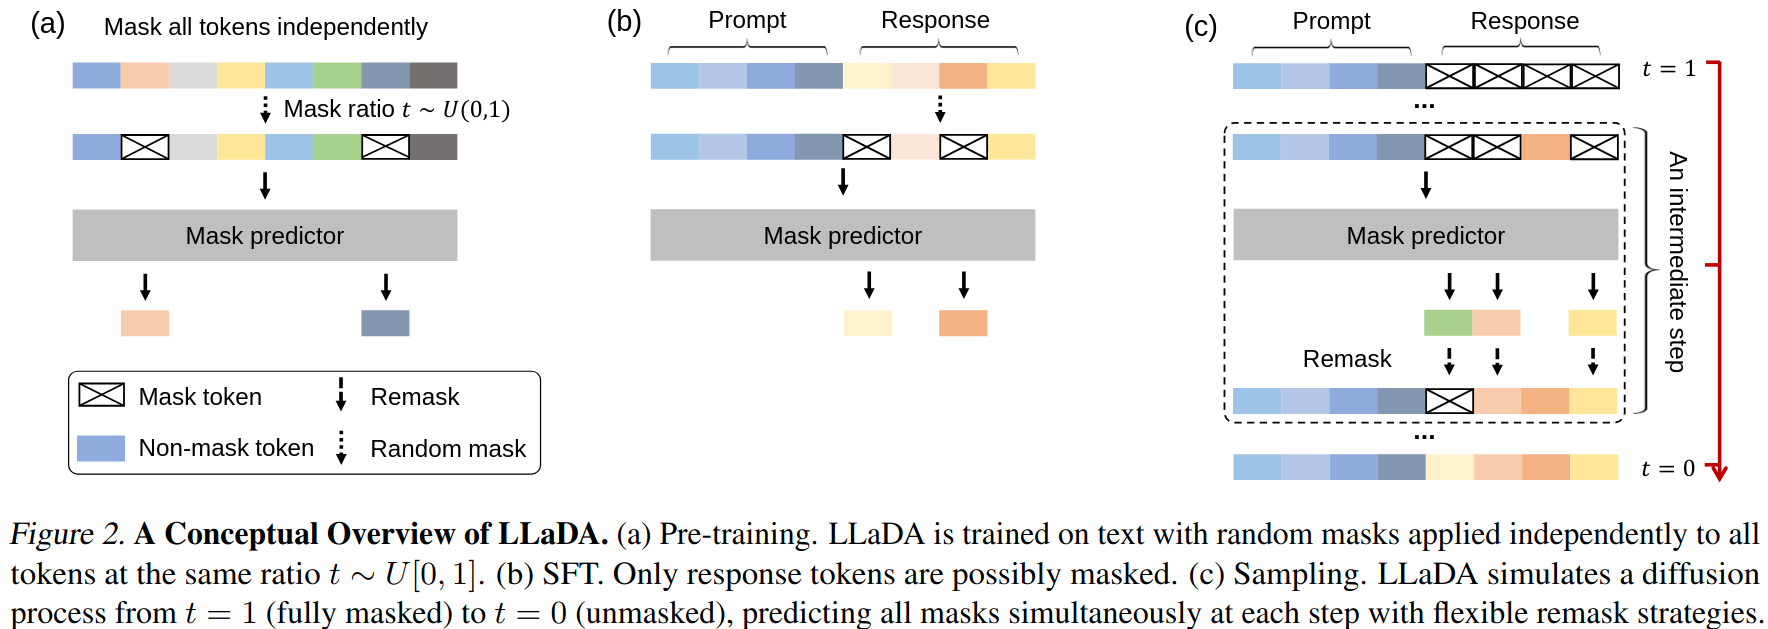 (a)
Mask all tokens independently
Mask ratio t ~ U(0,1)
Mask predictor
Mask token
Remask
Non-mask token
Random mask
(b)
Prompt
Response
Mask predictor
(c)
Prompt
Response
t = 1
...
Mask predictor
Remask
An intermediate step
...
t = 0
Figure 2. A Conceptual Overview of LLaDA. (a) Pre-training. LLaDA is trained on text with random masks applied independently to all
tokens at the same ratio t ∼ U[0, 1]. (b) SFT. Only response tokens are possibly masked. (c) Sampling. LLaDA simulates a diffusion
process from t = 1 (fully masked) to t = 0 (unmasked), predicting all masks simultaneously at each step with flexible remask strategies.